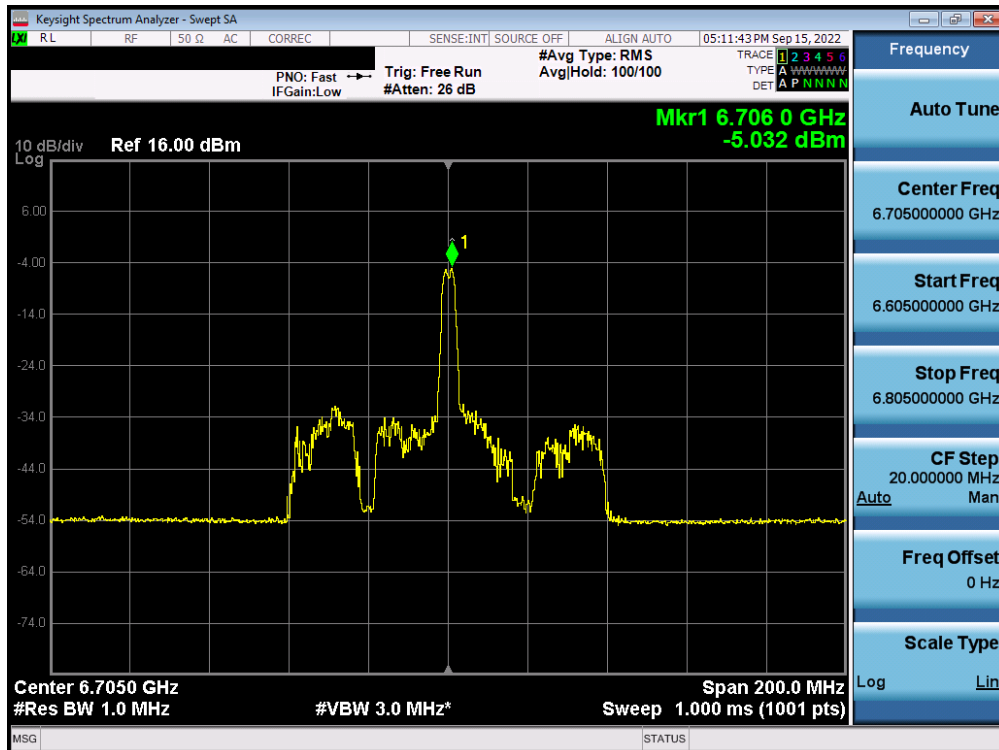 Keysight Spectrum Analyzer - Swept SA
LXI RL RF 50 Ω AC CORREC SENSE:INT SOURCE OFF ALIGN AUTO 05:11:43 PM Sep 15, 2022
Frequency
PNO: Fast
IFGain:Low
Trig: Free Run
#Atten: 26 dB
#Avg Type: RMS
Avg|Hold: 100/100
TRACE 1 2 3 4 5 6
TYPE A WWWWW
DET A P N N N N
Mkr1 6.706 0 GHz
-5.032 dBm
10 dB/div Ref 16.00 dBm
Log
6.00
-4.00
-14.0
-24.0
-34.0
-44.0
-54.0
-64.0
-74.0
1
Center 6.7050 GHz
#Res BW 1.0 MHz
#VBW 3.0 MHz*
Span 200.0 MHz
Sweep 1.000 ms (1001 pts)
Auto Tune
Center Freq
6.705000000 GHz
Start Freq
6.605000000 GHz
Stop Freq
6.805000000 GHz
CF Step
20.000000 MHz
Auto Man
Freq Offset
0 Hz
Scale Type
Log Lin
MSG STATUS